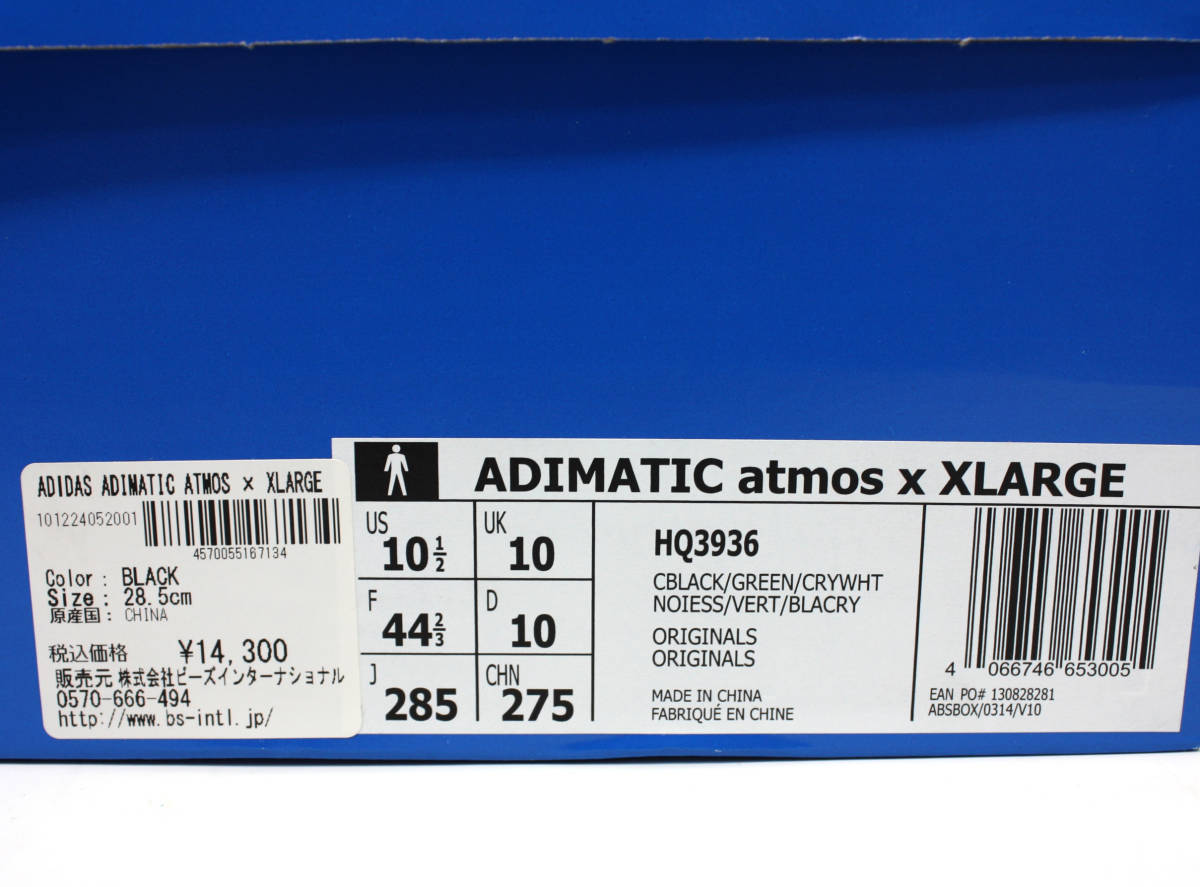 ADIDAS ADIMATIC ATMOS × XLARGE
101224052001
4570055167134
Color : BLACK
Size : 28.5cm
原産国 : CHINA
税込価格 ¥14,300
販売元 株式会社ビーズインターナショナル
0570-666-494
http://www.bs-intl.jp/
ADIMATIC atmos x XLARGE
US 10 1/2
UK 10
F 44 2/3
D 10
J 285
CHN 275
HQ3936
CBLACK/GREEN/CRYWHT
NOIESS/VERT/BLACRY
ORIGINALS
ORIGINALS
MADE IN CHINA
FABRIQUÉ EN CHINE
4 066746 653005
EAN PO# 130828281
ABSBOX/0314/V10